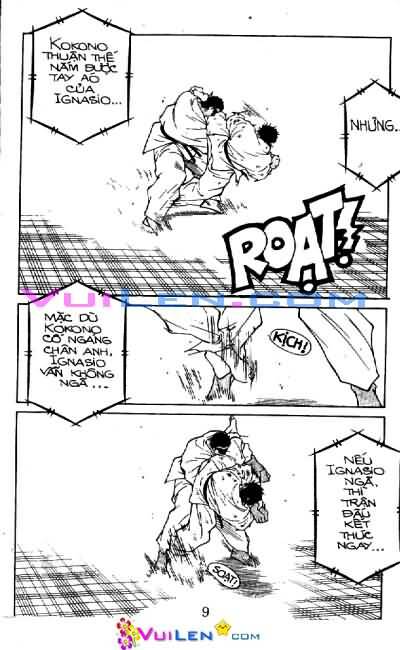 KOKONO
THUẬN THẾ
NẮM ĐƯỢC
TAY ÁO
CỦA
IGNASIO...
NHƯNG...
ROẠT!!
VUILEN.COM
MẶC DÙ
KOKONO
CỐ NGÁNG
CHÂN ANH,
IGNASIO
VẪN KHÔNG
NGÃ...
KỊCH!
NẾU
IGNASIO
NGÃ,
THÌ
TRẬN
ĐẤU
KẾT
THÚC
NGAY...
SOẠT!
9
VUILEN.COM